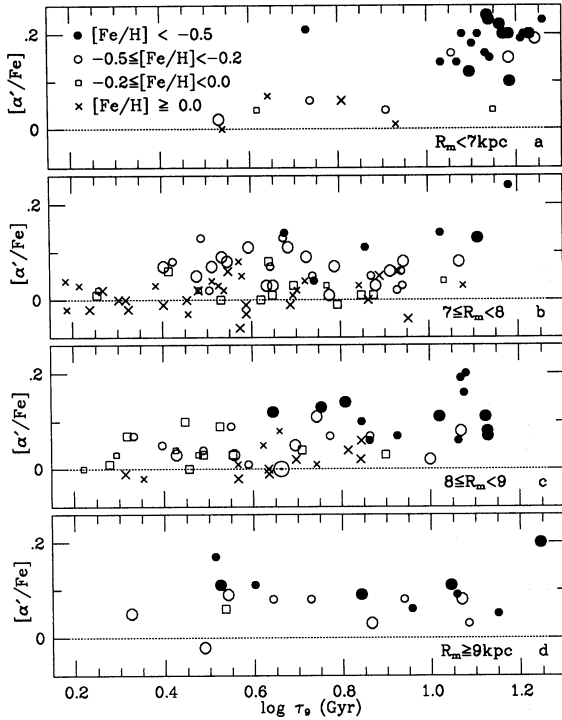 ● [Fe/H] < -0.5
○ -0.5≦[Fe/H]<-0.2
□ -0.2≦[Fe/H]<0.0
× [Fe/H] ≧ 0.0
[α′/Fe]
.2
0
R_m<7kpc a
[α′/Fe]
.2
0
7≦R_m<8 b
[α′/Fe]
.2
0
8≦R_m<9 c
[α′/Fe]
.2
0
R_m≧9kpc d
0.2 0.4 0.6 0.8 1.0 1.2
log τ₉ (Gyr)